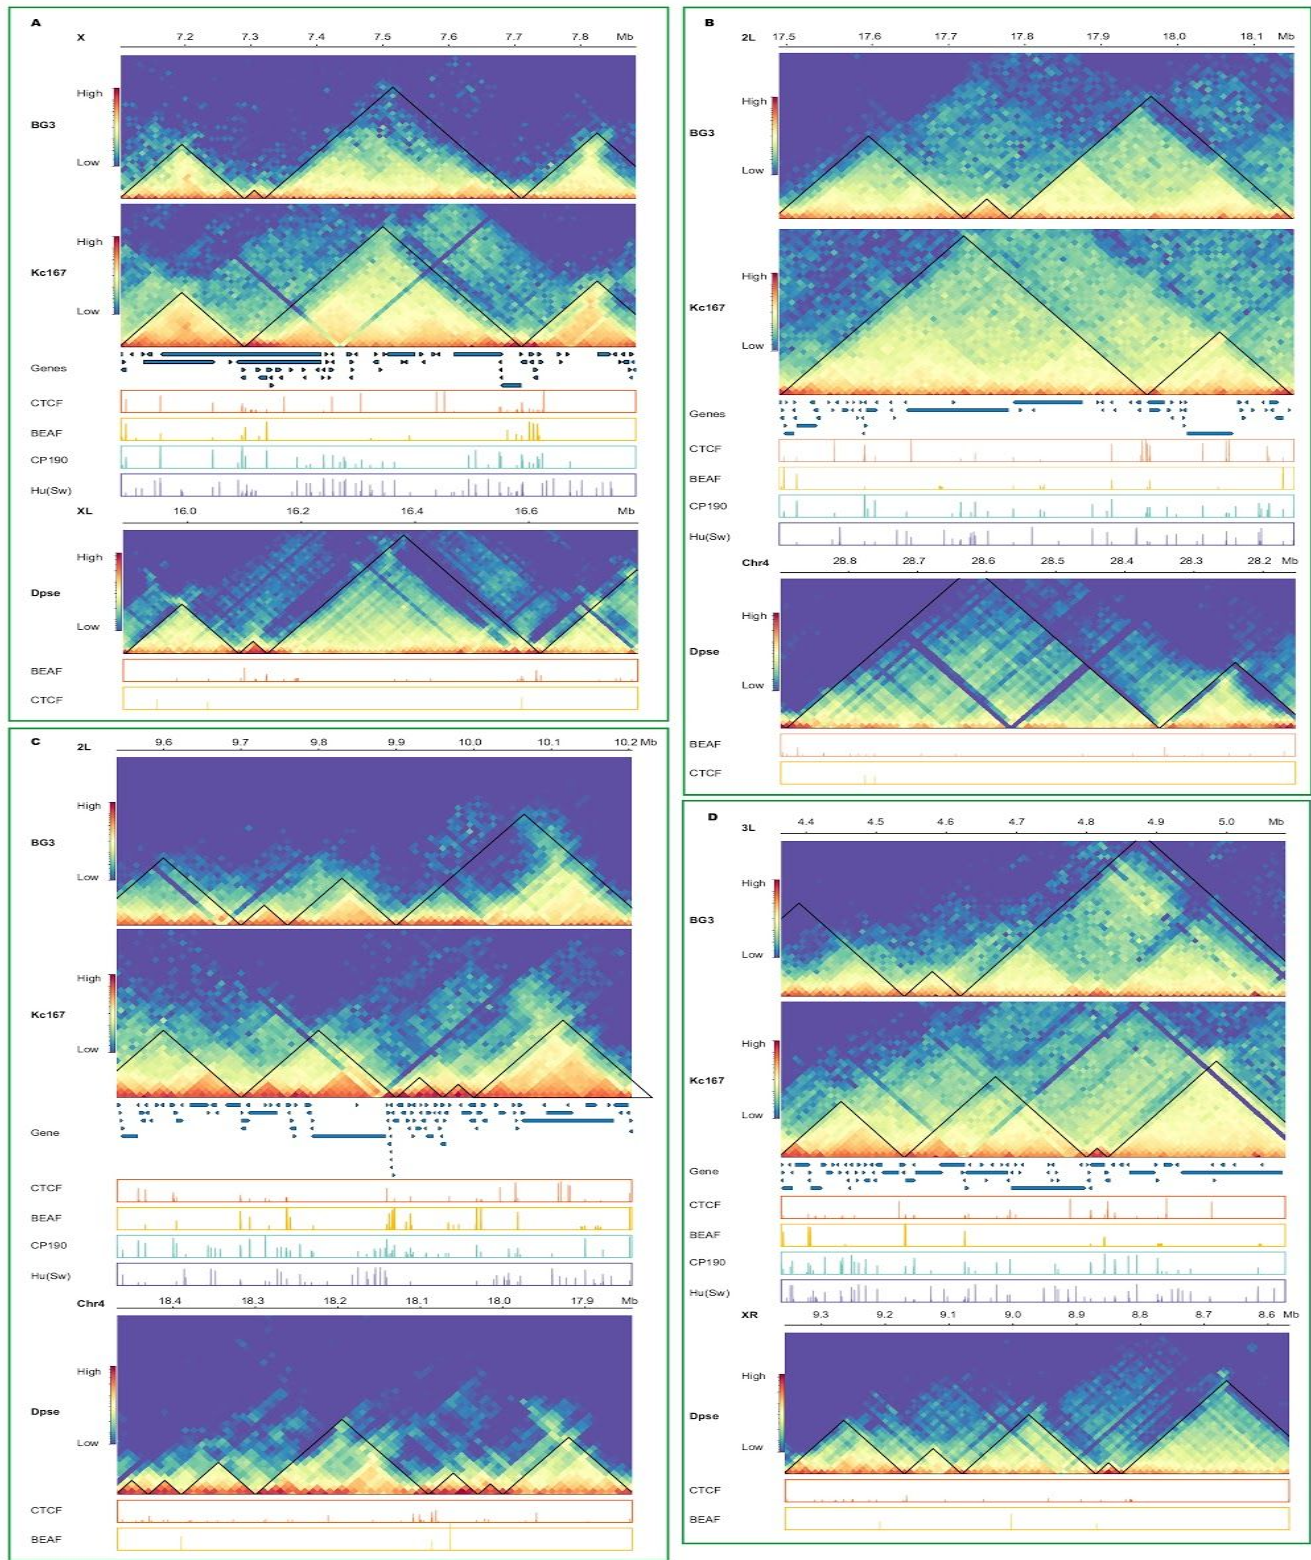 A
X 7.2 7.3 7.4 7.5 7.6 7.7 7.8 Mb
High
BG3
Low
High
Kc167
Low
Genes
CTCF
BEAF
CP190
Hu(Sw)
XL 16.0 16.2 16.4 16.6 Mb
High
Dpse
Low
BEAF
CTCF
B
2L 17.5 17.6 17.7 17.8 17.9 18.0 18.1 Mb
High
BG3
Low
High
Kc167
Low
Genes
CTCF
BEAF
CP190
Hu(Sw)
Chr4 28.8 28.7 28.6 28.5 28.4 28.3 28.2 Mb
High
Dpse
Low
BEAF
CTCF
C
2L 9.6 9.7 9.8 9.9 10.0 10.1 10.2 Mb
High
BG3
Low
High
Kc167
Low
Gene
CTCF
BEAF
CP190
Hu(Sw)
Chr4 18.4 18.3 18.2 18.1 18.0 17.9 Mb
High
Dpse
Low
CTCF
BEAF
D
3L 4.4 4.5 4.6 4.7 4.8 4.9 5.0 Mb
High
BG3
Low
High
Kc167
Low
Gene
CTCF
BEAF
CP190
Hu(Sw)
XR 9.3 9.2 9.1 9.0 8.9 8.8 8.7 8.6 Mb
High
Dpse
Low
CTCF
BEAF